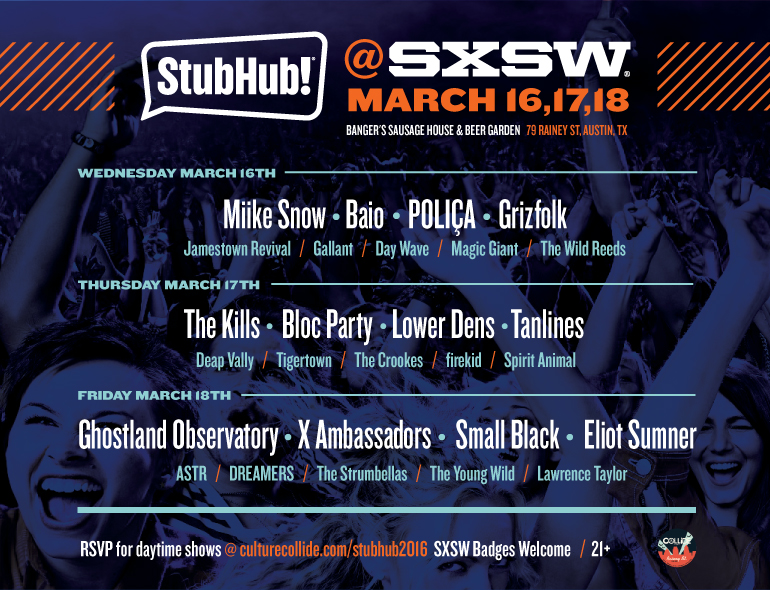 StubHub!
@SXSW®
MARCH 16,17,18
BANGER'S SAUSAGE HOUSE & BEER GARDEN 79 RAINEY ST, AUSTIN, TX
WEDNESDAY MARCH 16TH
Miike Snow • Baio • POLIÇA • Grizfolk
Jamestown Revival / Gallant / Day Wave / Magic Giant / The Wild Reeds
THURSDAY MARCH 17TH
The Kills • Bloc Party • Lower Dens • Tanlines
Deap Vally / Tigertown / The Crookes / firekid / Spirit Animal
FRIDAY MARCH 18TH
Ghostland Observatory • X Ambassadors • Small Black • Eliot Sumner
ASTR / DREAMERS / The Strumbellas / The Young Wild / Lawrence Taylor
RSVP for daytime shows @ culturecollide.com/stubhub2016 SXSW Badges Welcome / 21+
COLLIDE